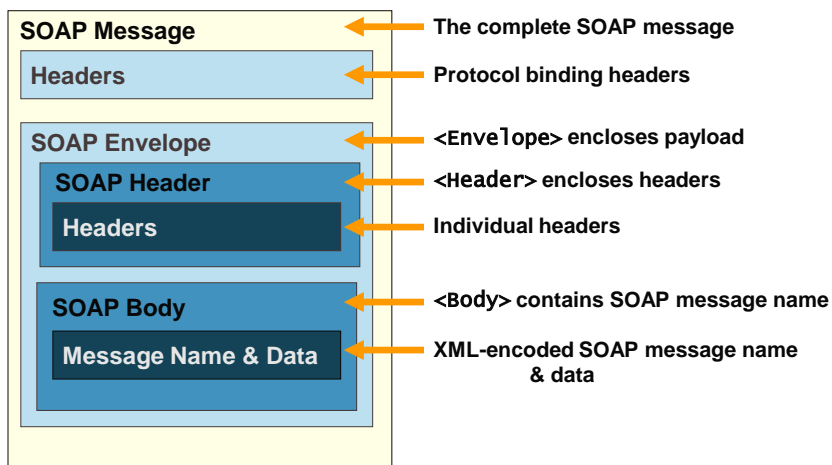 SOAP Message
The complete SOAP message
Headers
Protocol binding headers
SOAP Envelope
<Envelope> encloses payload
SOAP Header
<Header> encloses headers
Headers
Individual headers
SOAP Body
<Body> contains SOAP message name
Message Name & Data
XML-encoded SOAP message name
& data